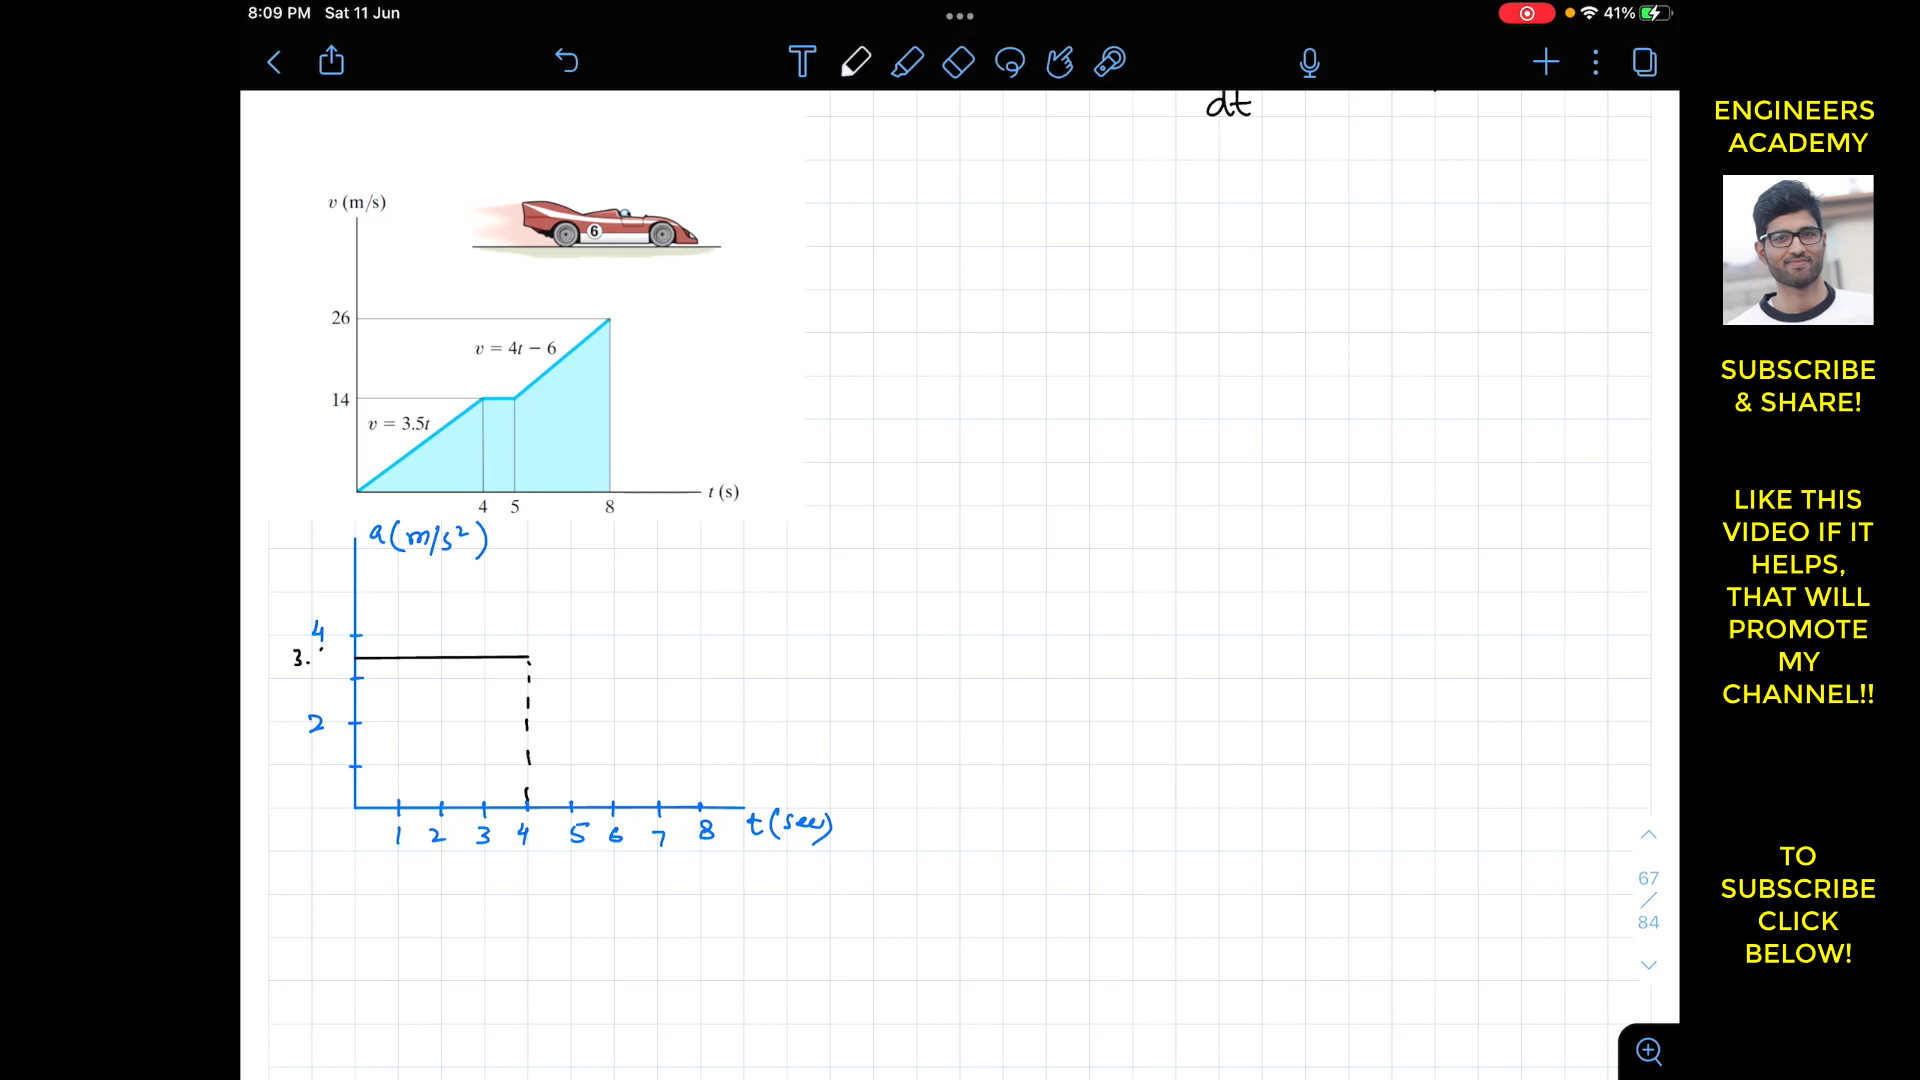 8:09 PM Sat 11 Jun
41%
dt
v (m/s)
6
26
v = 4t − 6
14
v = 3.5t
t (s)
4 5 8
a(m/s²)
4
3.
2
1 2 3 4 5 6 7 8
t(sec)
67
/
84
ENGINEERS
ACADEMY
SUBSCRIBE
& SHARE!
LIKE THIS
VIDEO IF IT
HELPS,
THAT WILL
PROMOTE
MY
CHANNEL!!
TO
SUBSCRIBE
CLICK
BELOW!